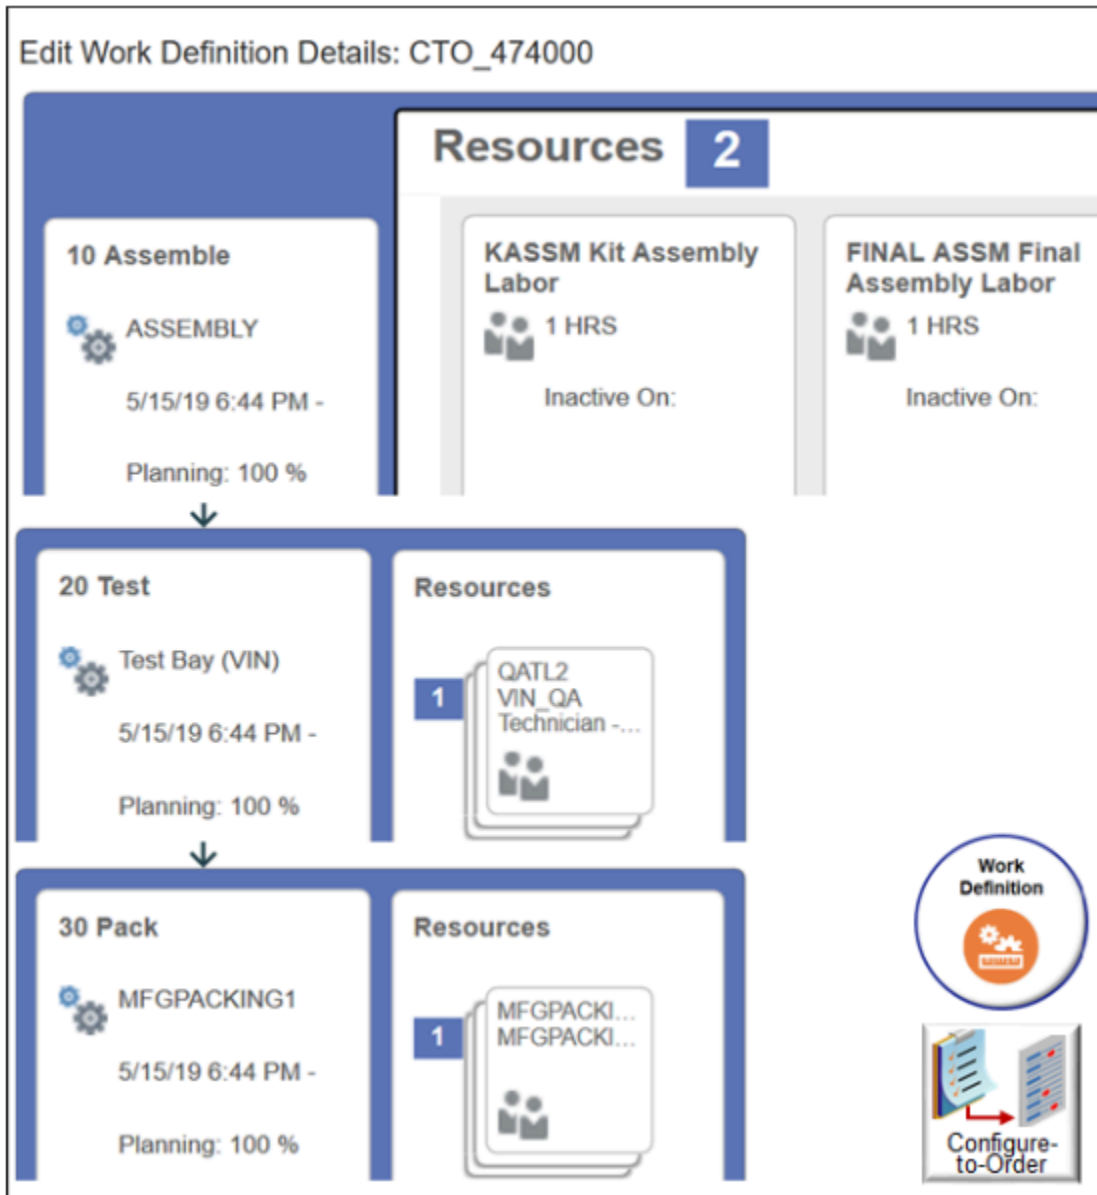 Edit Work Definition Details: CTO_474000
Resources 2
10 Assemble
ASSEMBLY
5/15/19 6:44 PM -
Planning: 100 %
KASSM Kit Assembly
Labor
1 HRS
Inactive On:
FINAL ASSM Final
Assembly Labor
1 HRS
Inactive On:
20 Test
Test Bay (VIN)
5/15/19 6:44 PM -
Planning: 100 %
Resources
1
QATL2
VIN_QA
Technician -...
30 Pack
MFGPACKING1
5/15/19 6:44 PM -
Planning: 100 %
Resources
1
MFGPACKI...
MFGPACKI...
Work
Definition
Configure-
to-Order